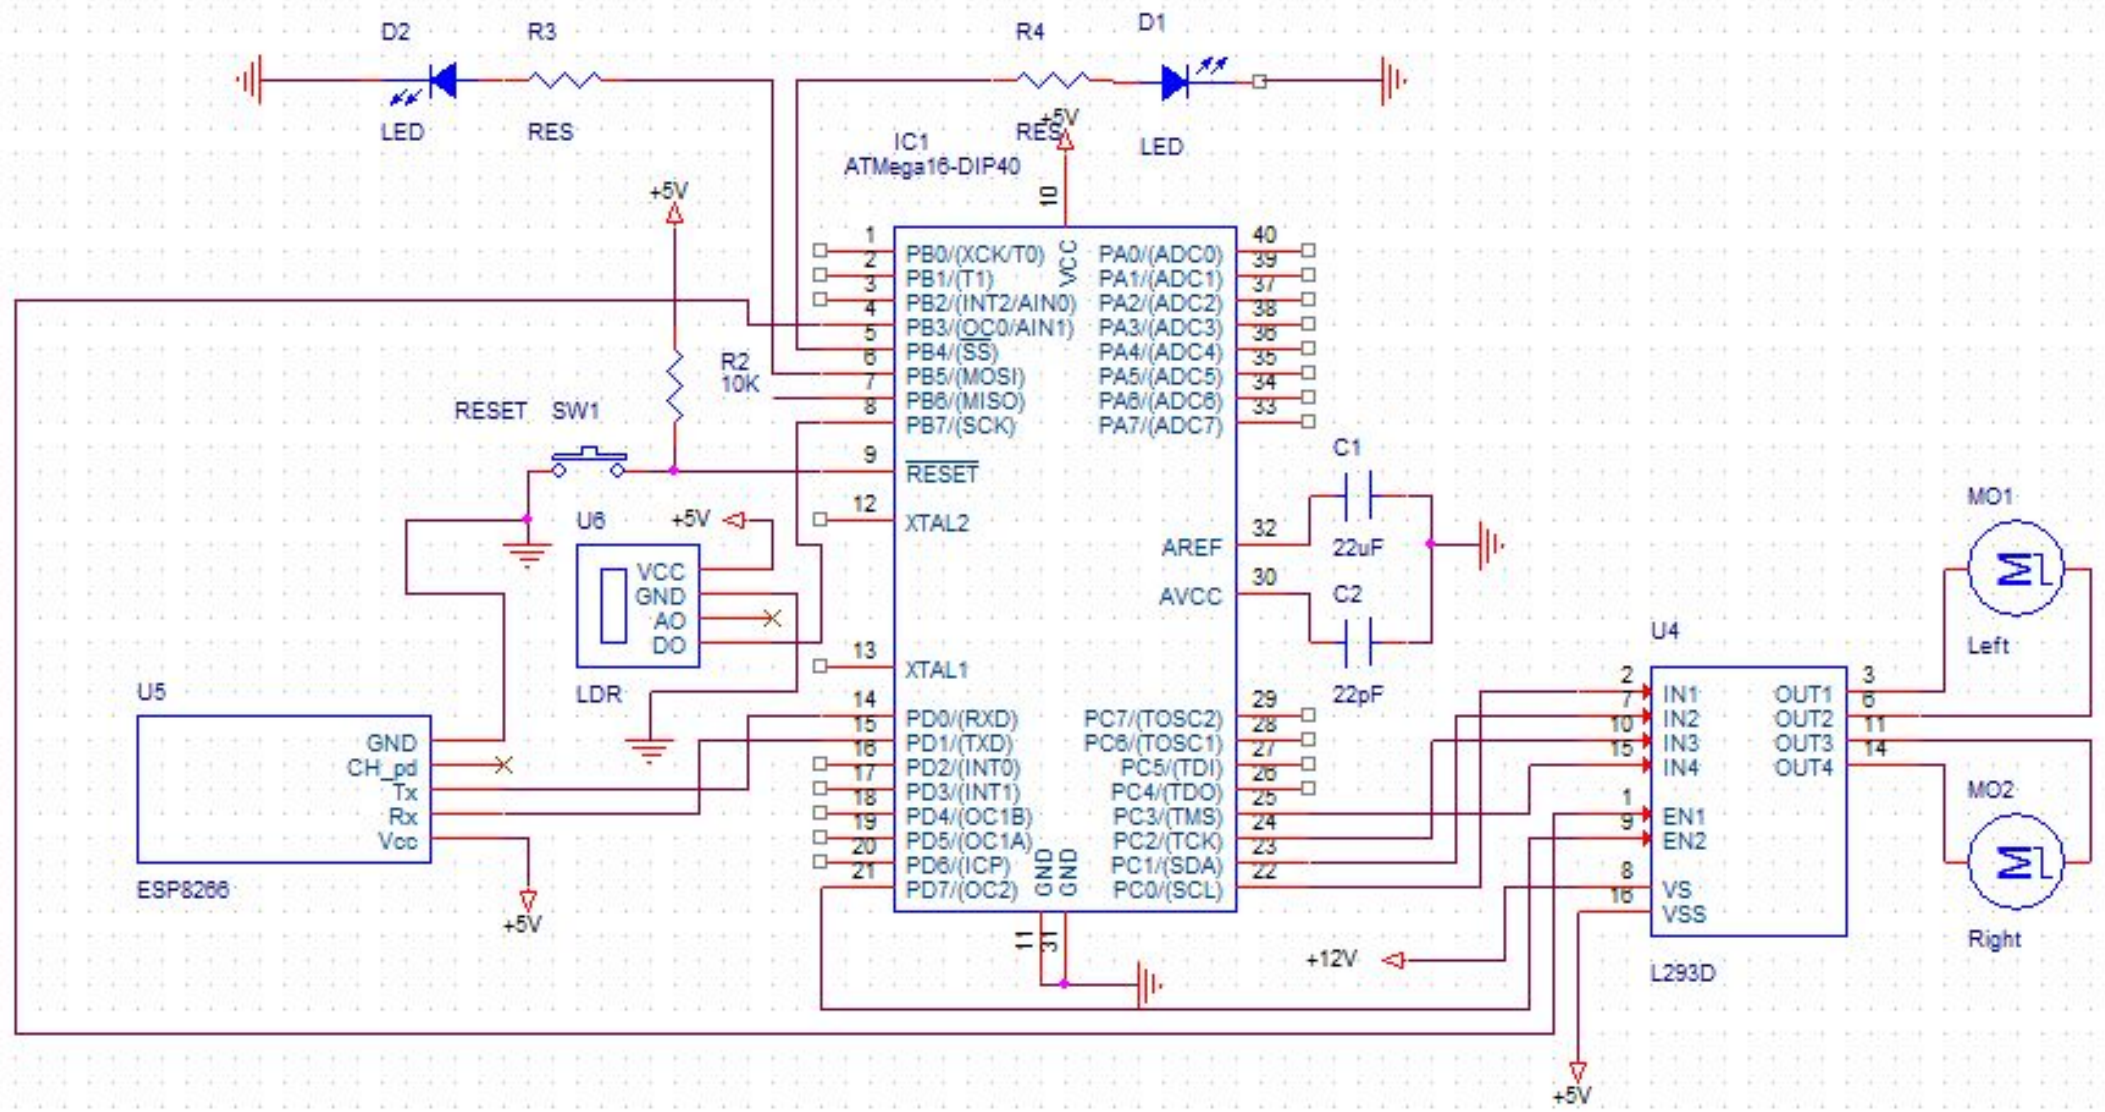 D2
R3
R4
D1
LED
RES
RES
+5V
LED
IC1
ATMega16-DIP40
+5V
10
VCC
1
PB0/(XCK/T0)
2
PB1/(T1)
3
PB2/(INT2/AIN0)
4
PB3/(OC0/AIN1)
5
PB4/(SS)
6
PB5/(MOSI)
7
PB6/(MISO)
8
PB7/(SCK)
9
RESET
12
XTAL2
13
XTAL1
14
PD0/(RXD)
15
PD1/(TXD)
16
PD2/(INT0)
17
PD3/(INT1)
18
PD4/(OC1B)
19
PD5/(OC1A)
20
PD6/(ICP)
21
PD7/(OC2)
GND
GND
11
31
40
PA0/(ADC0)
39
PA1/(ADC1)
37
PA2/(ADC2)
38
PA3/(ADC3)
36
PA4/(ADC4)
35
PA5/(ADC5)
34
PA6/(ADC6)
33
PA7/(ADC7)
32
AREF
30
AVCC
29
PC7/(TOSC2)
28
PC6/(TOSC1)
27
PC5/(TDI)
26
PC4/(TDO)
25
PC3/(TMS)
24
PC2/(TCK)
23
PC1/(SDA)
22
PC0/(SCL)
R2
10K
RESET SW1
U6
+5V
VCC
GND
AO
DO
LDR
U5
GND
CH_pd
Tx
Rx
Vcc
ESP8266
+5V
C1
22uF
C2
22pF
U4
2
IN1
7
IN2
10
IN3
15
IN4
1
EN1
9
EN2
8
VS
16
VSS
OUT1
3
OUT2
6
OUT3
11
OUT4
14
L293D
+12V
+5V
MO1
M
Left
MO2
M
Right